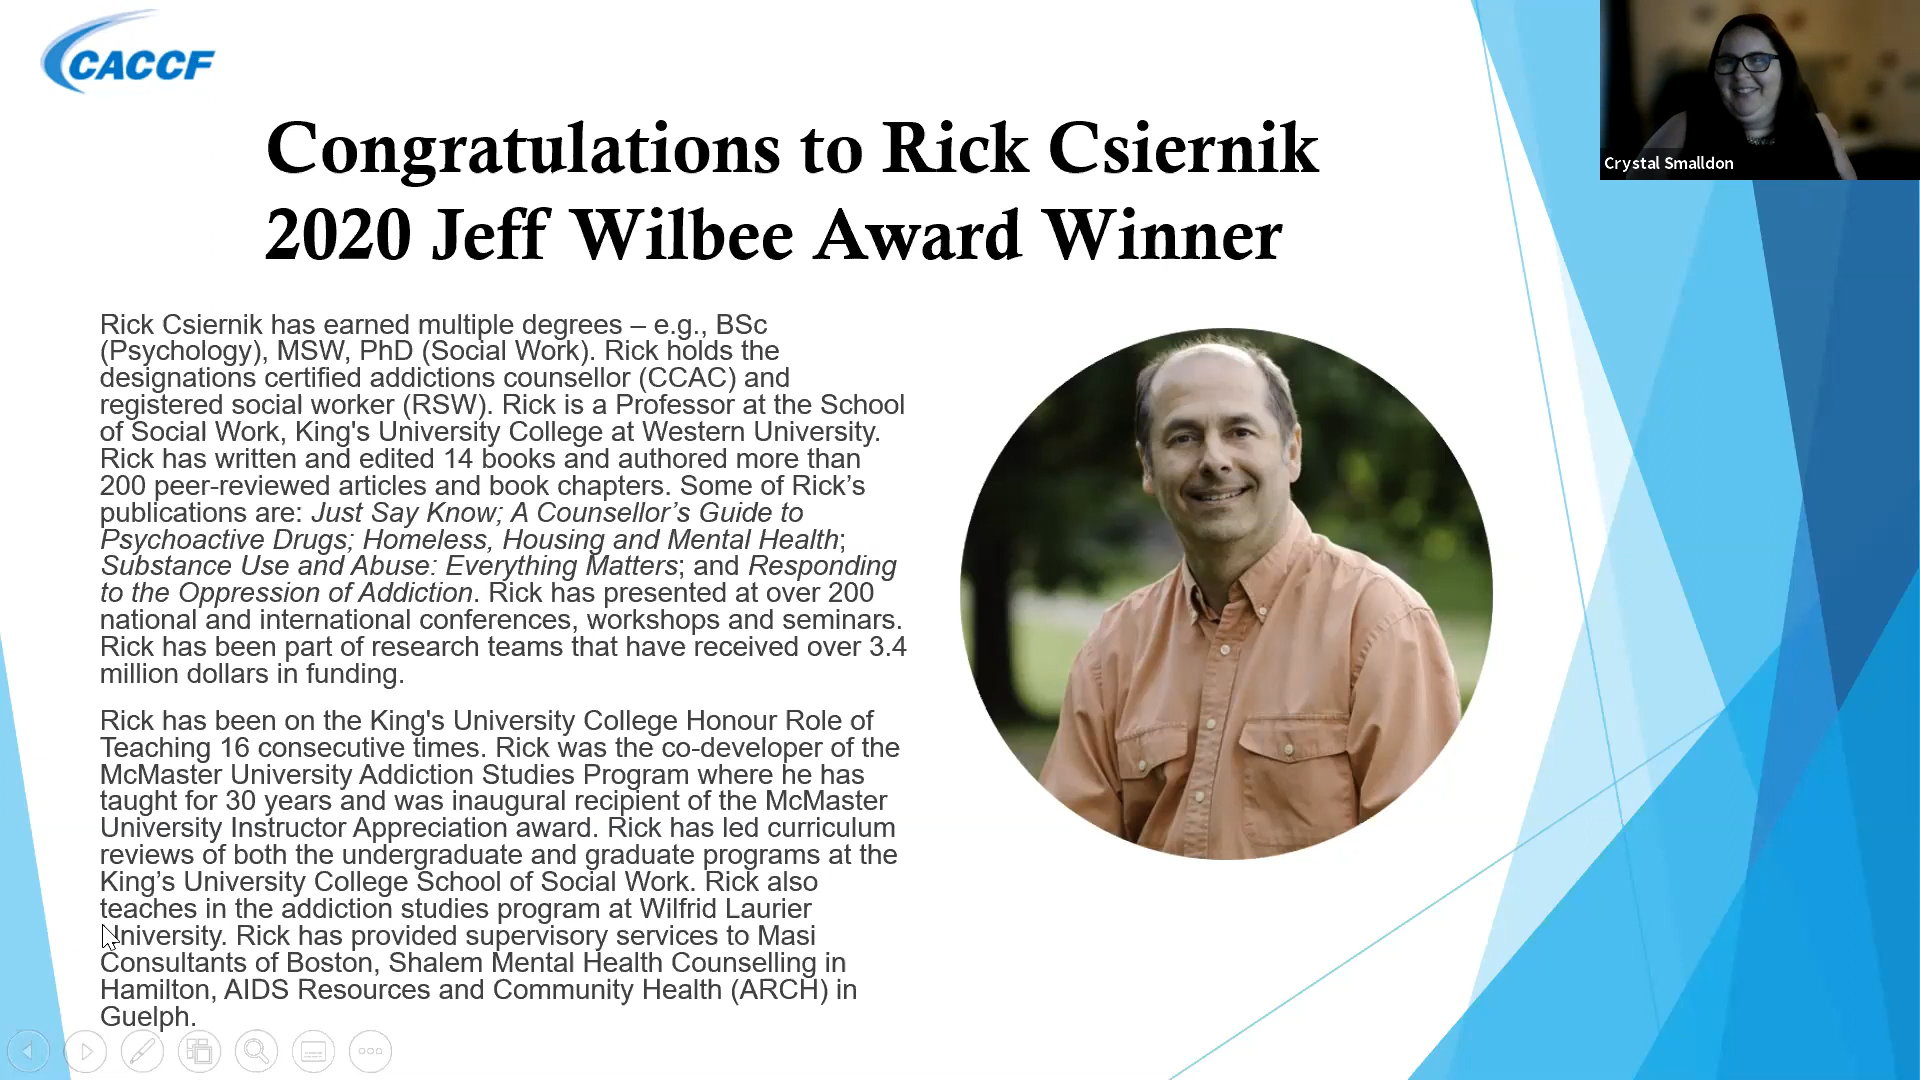 CACCF
Crystal Smalldon
Congratulations to Rick Csiernik
2020 Jeff Wilbee Award Winner
Rick Csiernik has earned multiple degrees – e.g., BSc
(Psychology), MSW, PhD (Social Work). Rick holds the
designations certified addictions counsellor (CCAC) and
registered social worker (RSW). Rick is a Professor at the School
of Social Work, King's University College at Western University.
Rick has written and edited 14 books and authored more than
200 peer-reviewed articles and book chapters. Some of Rick’s
publications are: Just Say Know; A Counsellor’s Guide to
Psychoactive Drugs; Homeless, Housing and Mental Health;
Substance Use and Abuse: Everything Matters; and Responding
to the Oppression of Addiction. Rick has presented at over 200
national and international conferences, workshops and seminars.
Rick has been part of research teams that have received over 3.4
million dollars in funding.
Rick has been on the King's University College Honour Role of
Teaching 16 consecutive times. Rick was the co-developer of the
McMaster University Addiction Studies Program where he has
taught for 30 years and was inaugural recipient of the McMaster
University Instructor Appreciation award. Rick has led curriculum
reviews of both the undergraduate and graduate programs at the
King’s University College School of Social Work. Rick also
teaches in the addiction studies program at Wilfrid Laurier
University. Rick has provided supervisory services to Masi
Consultants of Boston, Shalem Mental Health Counselling in
Hamilton, AIDS Resources and Community Health (ARCH) in
Guelph.